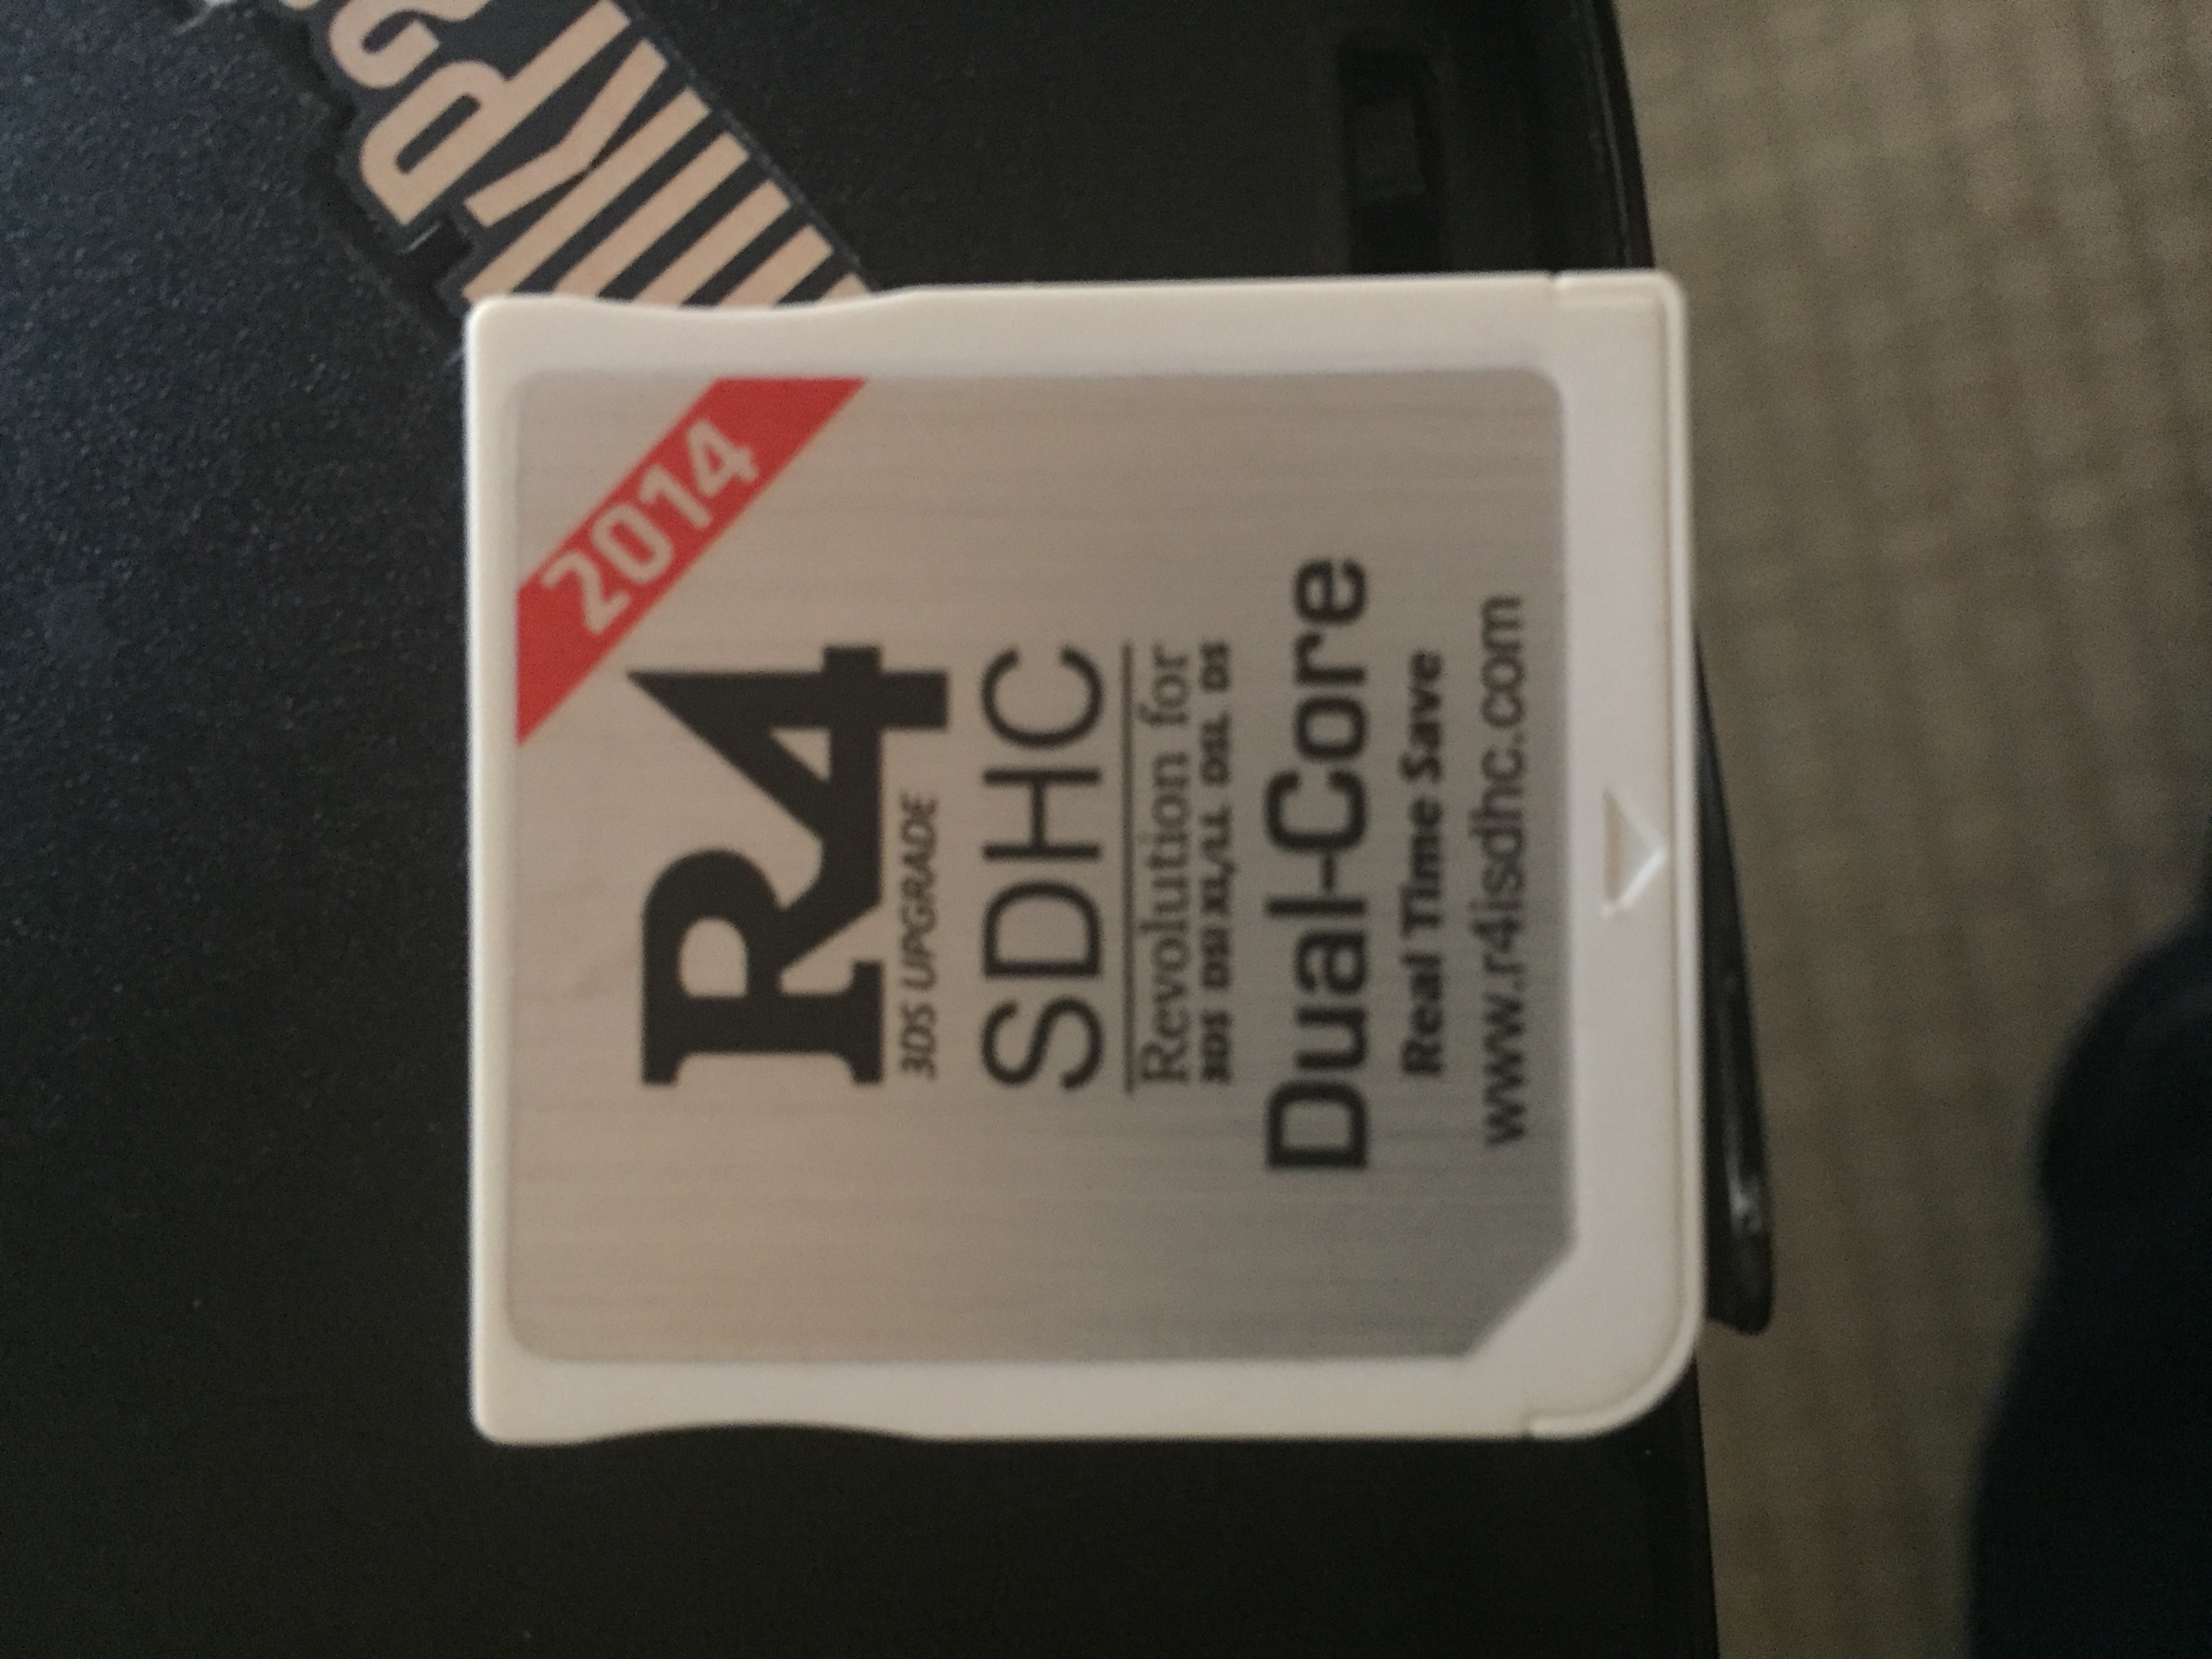 2014
R4
3DS UPGRADE
SDHC
Revolution for
3DS DSI XL/LL DSL DS
Dual-Core
Real Time Save
www.r4isdhc.com